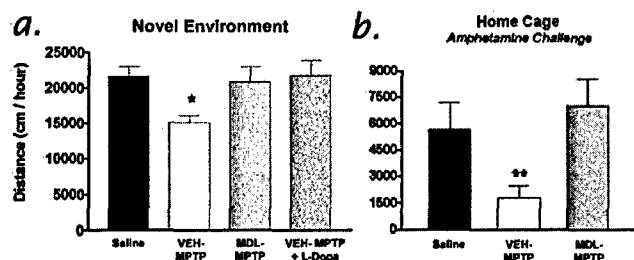 a.
Novel Environment
25000
20000
15000
10000
5000
0
Distance (cm / hour)
*
Saline
VEH-
MPTP
MDL-
MPTP
VEH- MPTP
+ L-Dopa
b.
Home Cage
Amphetamine Challenge
9000
7500
6000
4500
3000
1500
0
**
Saline
VEH-
MPTP
MDL-
MPTP